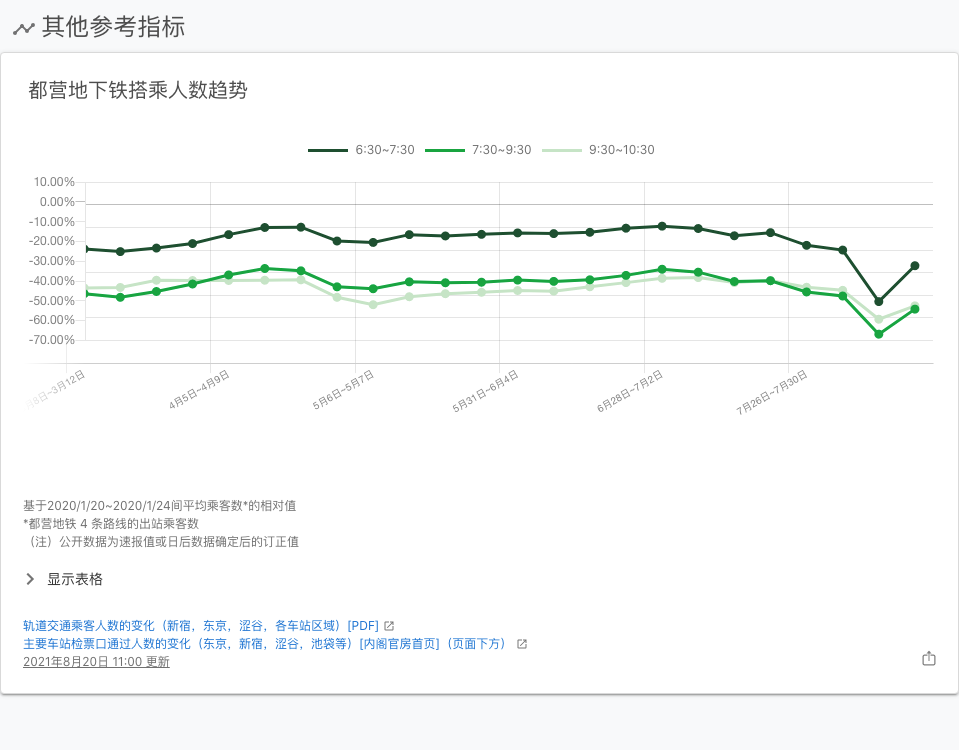 其他参考指标
都营地下铁搭乘人数趋势
6:30~7:30 7:30~9:30 9:30~10:30
10.00%
0.00%
-10.00%
-20.00%
-30.00%
-40.00%
-50.00%
-60.00%
-70.00%
8日~3月12日 4月5日~4月9日 5月6日~5月7日 5月31日~6月4日 6月28日~7月2日 7月26日~7月30日
基于2020/1/20~2020/1/24间平均乘客数*的相对值
*都营地铁 4 条路线的出站乘客数
（注）公开数据为速报值或日后数据确定后的订正值
显示表格
轨道交通乘客人数的变化（新宿，东京，涩谷，各车站区域）[PDF]
主要车站检票口通过人数的变化（东京，新宿，涩谷，池袋等）[内阁官房首页]（页面下方）
2021年8月20日 11:00 更新